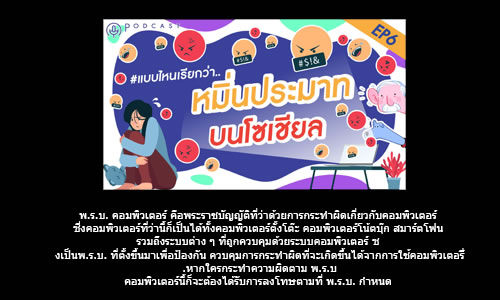 PODCAST
EP6
#$!&
#$!&
#แบบไหนเรียกว่า..
หมิ่นประมาท
บนโซเชียล
#$!&
พ.ร.บ. คอมพิวเตอร์ คือพระราชบัญญัติที่ว่าด้วยการกระทำผิดเกี่ยวกับคอมพิวเตอร์
ซึ่งคอมพิวเตอร์ที่ว่านี้ก็เป็นได้ทั้งคอมพิวเตอร์ตั้งโต๊ะ คอมพิวเตอร์โน้ตบุ๊ก สมาร์ตโฟน
รวมถึงระบบต่าง ๆ ที่ถูกควบคุมด้วยระบบคอมพิวเตอร์ ซ
งเป็นพ.ร.บ. ที่ตั้งขึ้นมาเพื่อป้องกัน ควบคุมการกระทำผิดที่จะเกิดขึ้นได้จากการใช้คอมพิวเตอร์
.หากใครกระทำความผิดตาม พ.ร.บ
คอมพิวเตอร์นี้ก็จะต้องได้รับการลงโทษตามที่ พ.ร.บ. กำหนด